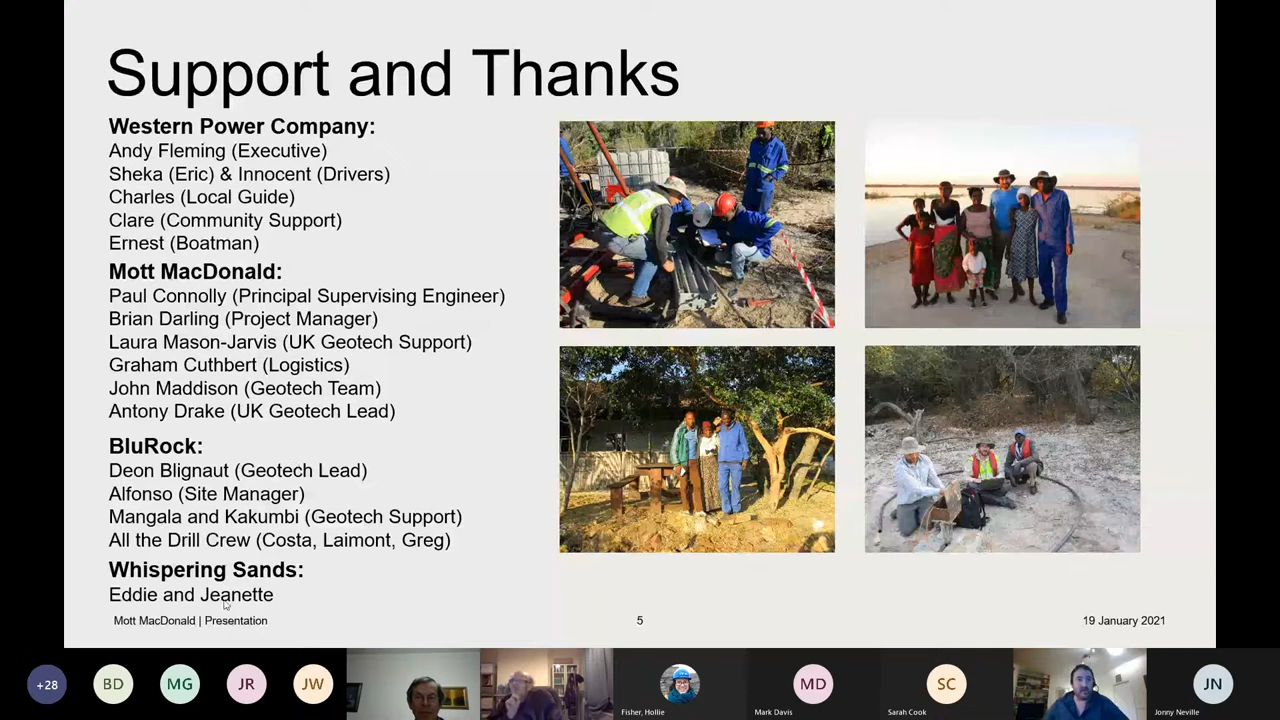 Support and Thanks
Western Power Company:
Andy Fleming (Executive)
Sheka (Eric) & Innocent (Drivers)
Charles (Local Guide)
Clare (Community Support)
Ernest (Boatman)
Mott MacDonald:
Paul Connolly (Principal Supervising Engineer)
Brian Darling (Project Manager)
Laura Mason-Jarvis (UK Geotech Support)
Graham Cuthbert (Logistics)
John Maddison (Geotech Team)
Antony Drake (UK Geotech Lead)
BluRock:
Deon Blignaut (Geotech Lead)
Alfonso (Site Manager)
Mangala and Kakumbi (Geotech Support)
All the Drill Crew (Costa, Laimont, Greg)
Whispering Sands:
Eddie and Jeanette
Mott MacDonald | Presentation
5
19 January 2021
+28
BD
MG
JR
JW
Fisher, Hollie
MD
Mark Davis
SC
Sarah Cook
JN
Jonny Neville